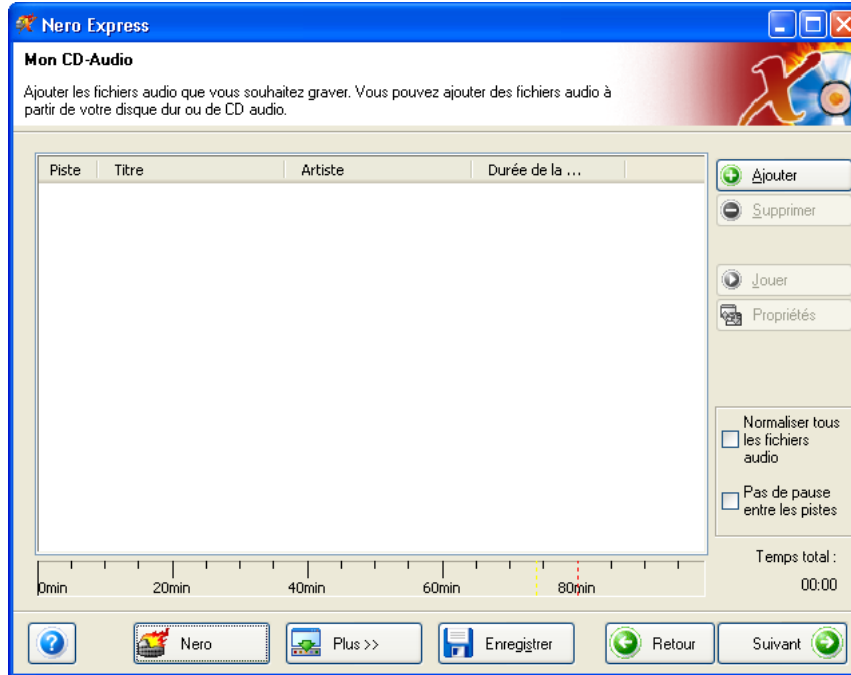 Nero Express
Mon CD-Audio
Ajouter les fichiers audio que vous souhaitez graver. Vous pouvez ajouter des fichiers audio à
partir de votre disque dur ou de CD audio.
Piste Titre Artiste Durée de la ...
Ajouter
Supprimer
Jouer
Propriétés
Normaliser tous
les fichiers
audio
Pas de pause
entre les pistes
Temps total :
00:00
0min 20min 40min 60min 80min
Nero Plus >> Enregistrer Retour Suivant